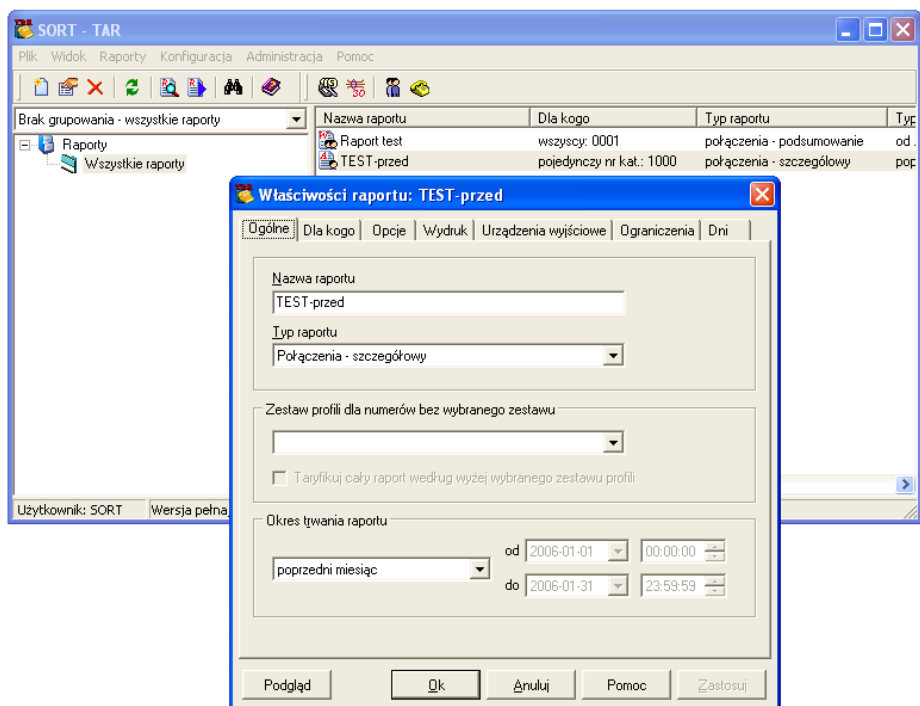 SORT - TAR
Plik Widok Raporty Konfiguracja Administracja Pomoc
Brak grupowania - wszystkie raporty
Raporty
Wszystkie raporty
Nazwa raportu Dla kogo Typ raportu Typ
Raport test wszyscy: 0001 połączenia - podsumowanie od .
TEST-przed pojedynczy nr kat.: 1000 połączenia - szczegółowy pop
Właściwości raportu: TEST-przed
Ogólne Dla kogo Opcje Wydruk Urządzenia wyjściowe Ograniczenia Dni
Nazwa raportu
TEST-przed
Typ raportu
Połączenia - szczegółowy
Zestaw profili dla numerów bez wybranego zestawu
Taryfikuj cały raport według wyżej wybranego zestawu profili
Okres trwania raportu
poprzedni miesiąc
od 2006-01-01 00:00:00
do 2006-01-31 23:59:59
Podgląd Ok Anuluj Pomoc Zastosuj
Użytkownik: SORT Wersja pełna